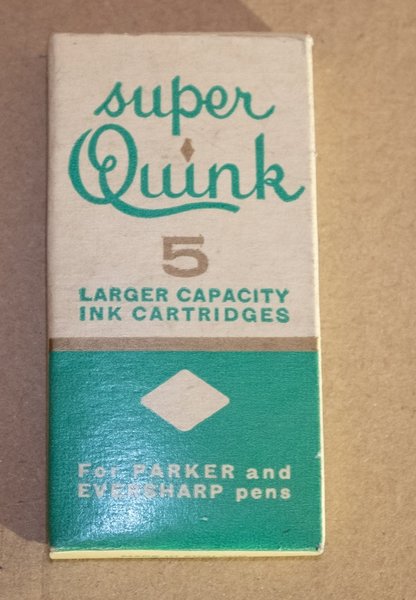 super
Quink
5
LARGER CAPACITY
INK CARTRIDGES
For PARKER and
EVERSHARP pens